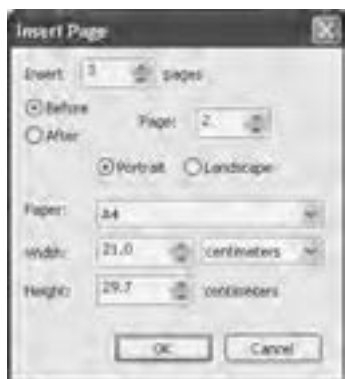 Insert Page
Insert 3 pages
Before
Page: 2
After
Portrait Landscape
Paper: A4
Width: 21.0 centimeters
Height: 29.7 centimeters
OK Cancel